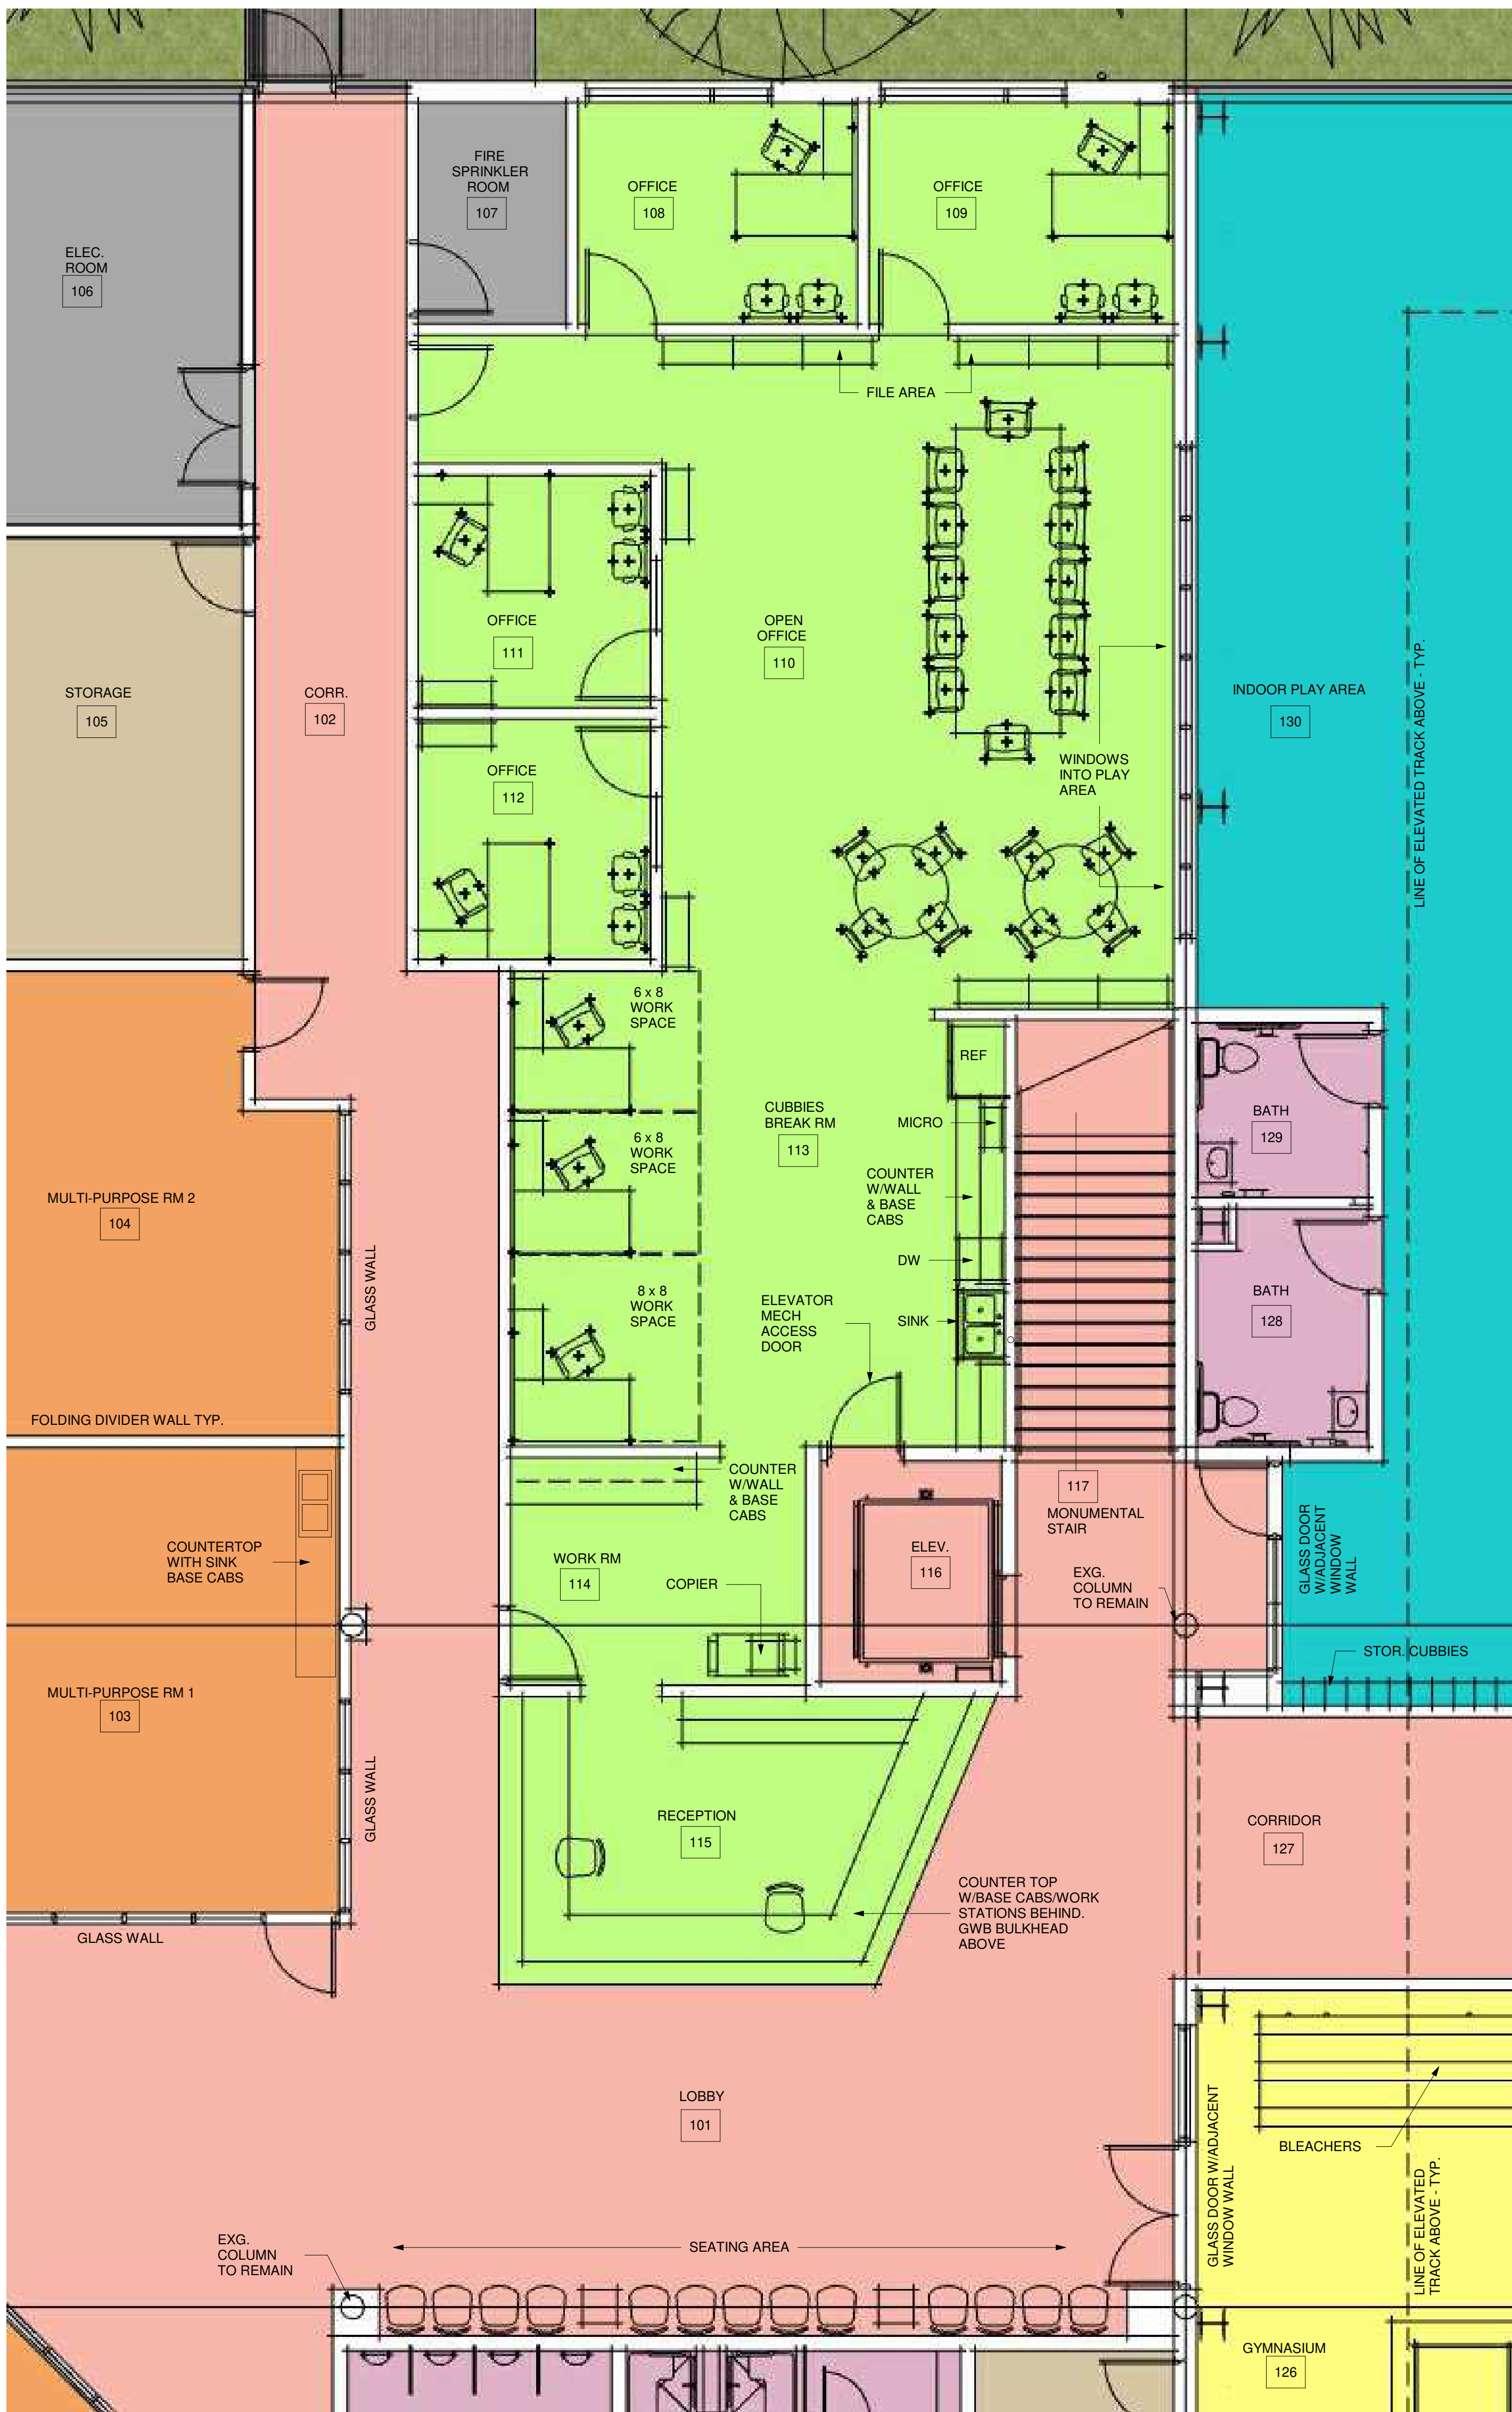 FIRE
SPRINKLER
ROOM
107
OFFICE
108
OFFICE
109
ELEC.
ROOM
106
FILE AREA
OFFICE
111
OPEN
OFFICE
110
STORAGE
105
CORR.
102
INDOOR PLAY AREA
130
LINE OF ELEVATED TRACK ABOVE - TYP.
WINDOWS
INTO PLAY
AREA
OFFICE
112
6 x 8
WORK
SPACE
REF
CUBBIES
BREAK RM
113
MICRO
BATH
129
6 x 8
WORK
SPACE
COUNTER
W/WALL
& BASE
CABS
MULTI-PURPOSE RM 2
104
GLASS WALL
DW
8 x 8
WORK
SPACE
ELEVATOR
MECH
ACCESS
DOOR
SINK
BATH
128
FOLDING DIVIDER WALL TYP.
COUNTER
W/WALL
& BASE
CABS
117
MONUMENTAL
STAIR
GLASS DOOR
W/ADJACENT
WINDOW
WALL
COUNTERTOP
WITH SINK
BASE CABS
WORK RM
114
COPIER
ELEV.
116
EXG.
COLUMN
TO REMAIN
STOR. CUBBIES
MULTI-PURPOSE RM 1
103
GLASS WALL
RECEPTION
115
CORRIDOR
127
COUNTER TOP
W/BASE CABS/WORK
STATIONS BEHIND.
GWB BULKHEAD
ABOVE
GLASS WALL
LOBBY
101
GLASS DOOR W/ADJACENT
WINDOW WALL
BLEACHERS
LINE OF ELEVATED
TRACK ABOVE - TYP.
EXG.
COLUMN
TO REMAIN
SEATING AREA
GYMNASIUM
126